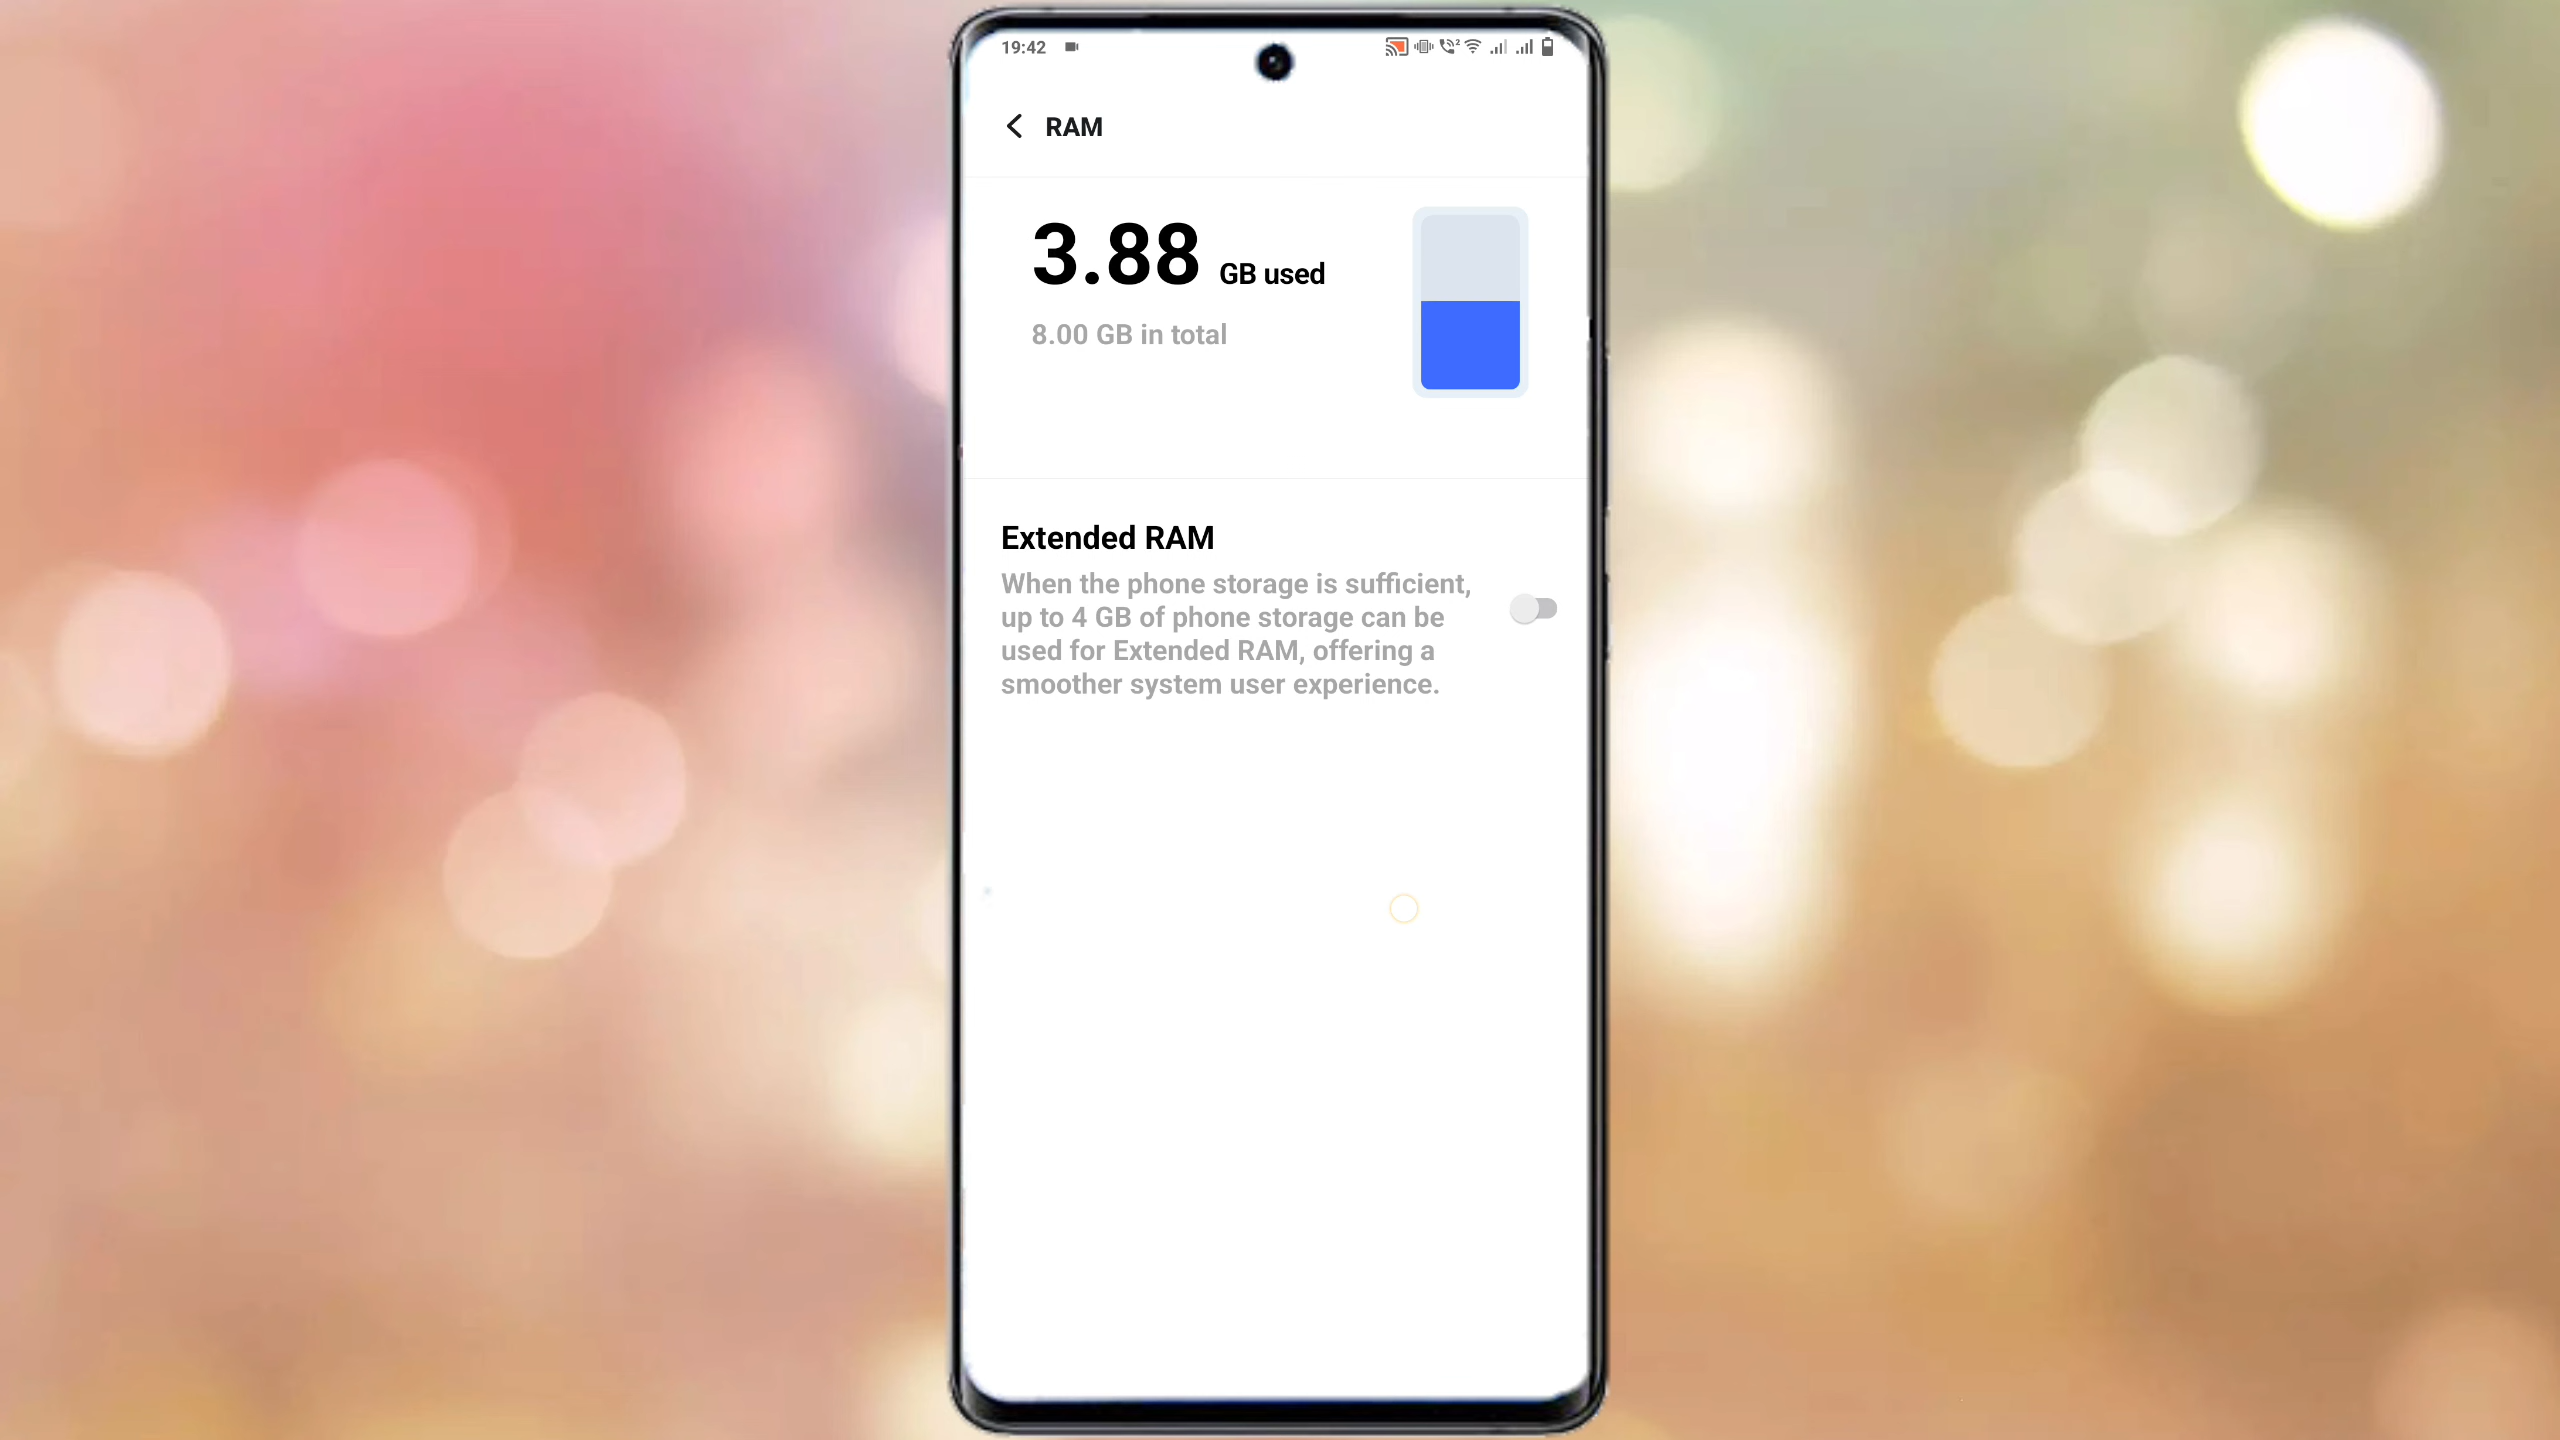 19:42
RAM
3.88 GB used
8.00 GB in total
Extended RAM
When the phone storage is sufficient,
up to 4 GB of phone storage can be
used for Extended RAM, offering a
smoother system user experience.